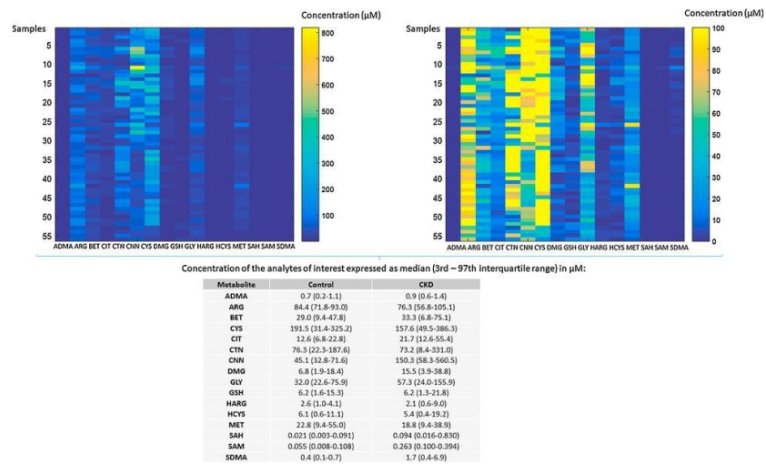 Concentration (µM)
Samples
800
700
600
500
400
300
200
100
5
10
15
20
25
30
35
40
45
50
55
ADMA ARG BET CIT CTN CNN CYS DMG GSH GLY HARG HCYS MET SAH SAM SDMA
Concentration (µM)
Samples
100
90
80
70
60
50
40
30
20
10
0
5
10
15
20
25
30
35
40
45
50
55
ADMA ARG BET CIT CTN CNN CYS DMG GSH GLY HARG HCYS MET SAH SAM SDMA
Concentration of the analytes of interest expressed as median (3rd – 97th interquartile range) in µM:
Metabolite Control CKD
ADMA 0.7 (0.2-1.1) 0.9 (0.6-1.4)
ARG 84.4 (71.8-93.0) 76.3 (56.8-105.1)
BET 29.0 (9.4-47.8) 33.3 (6.8-75.1)
CYS 191.5 (31.4-325.2) 157.6 (49.5-386.3)
CIT 12.6 (6.8-22.8) 21.7 (12.6-55.4)
CTN 76.3 (22.3-187.6) 73.2 (8.4-331.0)
CNN 45.1 (32.8-71.6) 150.3 (58.3-560.5)
DMG 6.8 (1.9-18.4) 15.5 (3.9-38.8)
GLY 32.0 (22.6-75.9) 57.3 (24.0-155.9)
GSH 6.2 (1.6-15.3) 6.2 (1.3-21.8)
HARG 2.6 (1.0-4.1) 2.1 (0.6-9.0)
HCYS 6.1 (0.6-11.1) 5.4 (0.4-19.2)
MET 22.8 (9.4-55.0) 18.8 (9.4-38.9)
SAH 0.021 (0.003-0.091) 0.094 (0.016-0.830)
SAM 0.055 (0.008-0.108) 0.263 (0.100-0.394)
SDMA 0.4 (0.1-0.7) 1.7 (0.4-6.9)